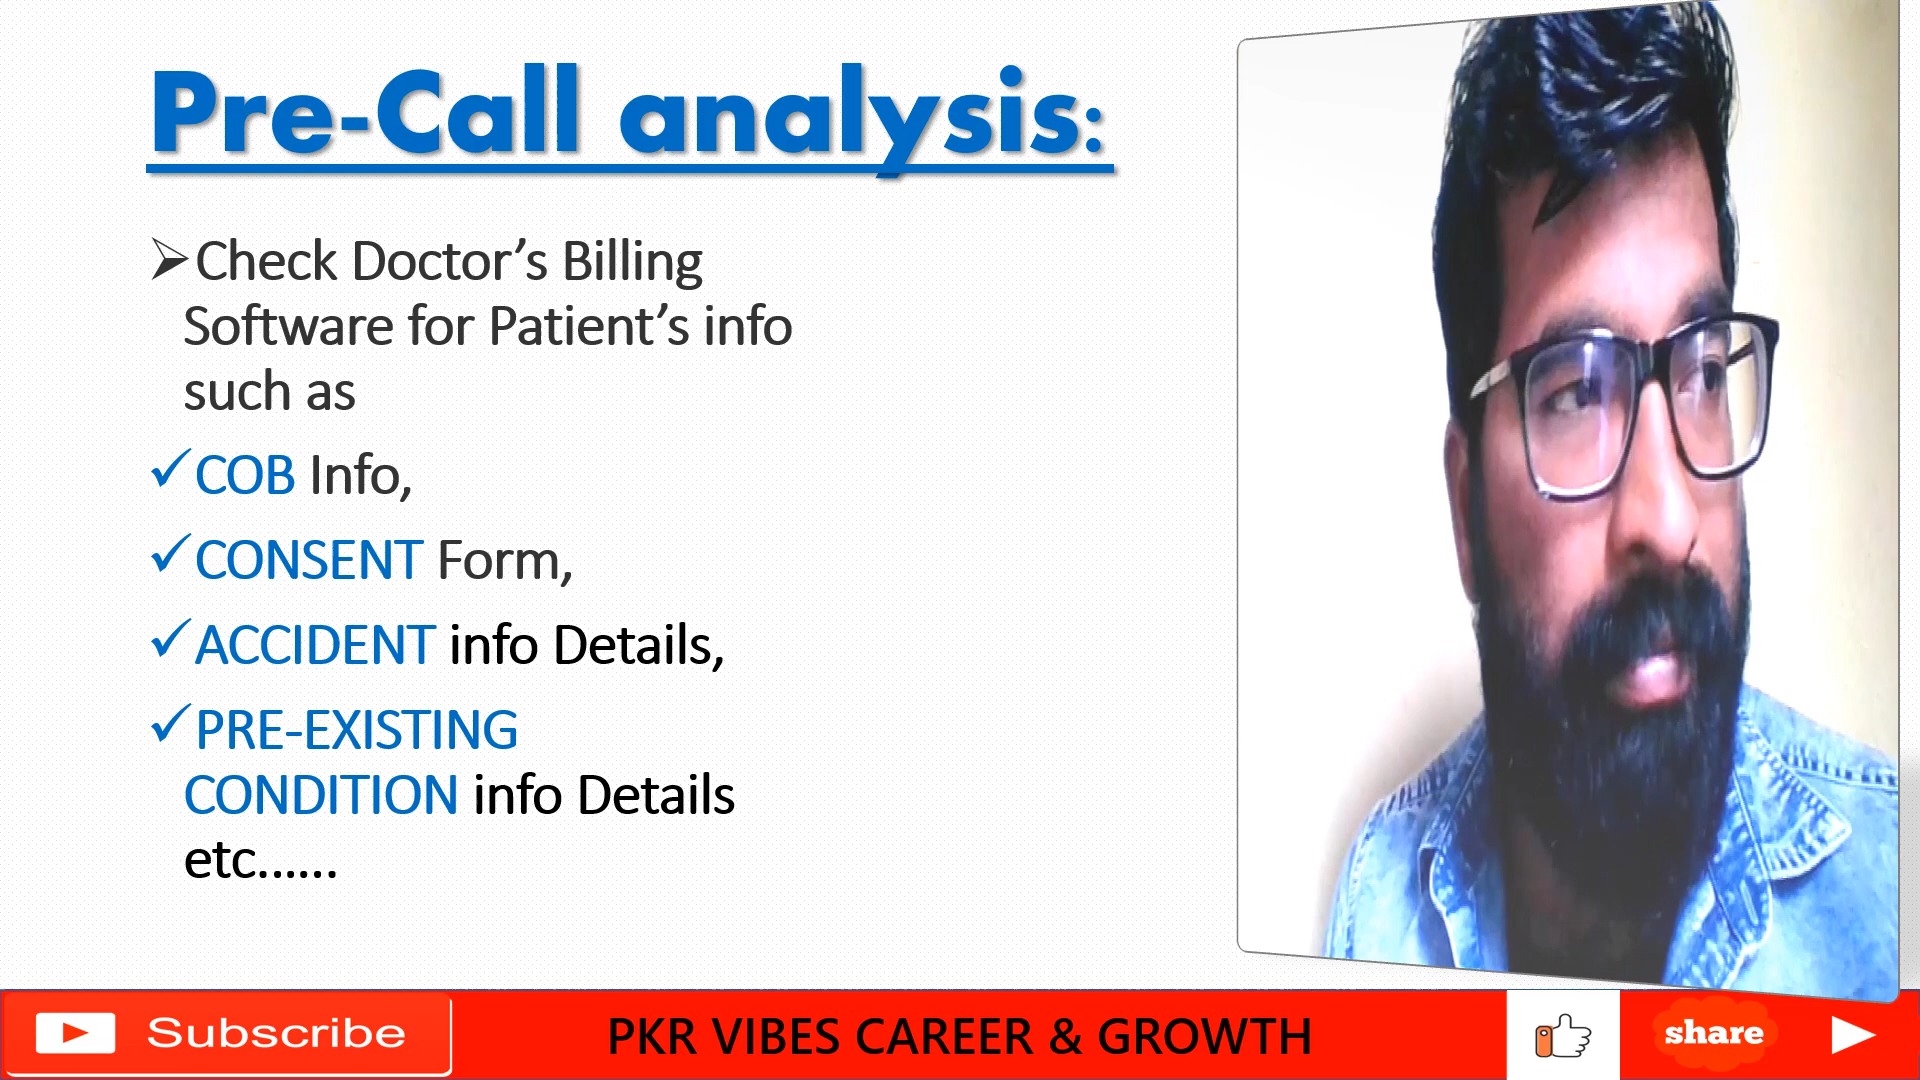 Pre-Call analysis:
➢Check Doctor’s Billing
Software for Patient’s info
such as
✓COB Info,
✓CONSENT Form,
✓ACCIDENT info Details,
✓PRE-EXISTING
CONDITION info Details
etc......
Subscribe
PKR VIBES CAREER & GROWTH
share